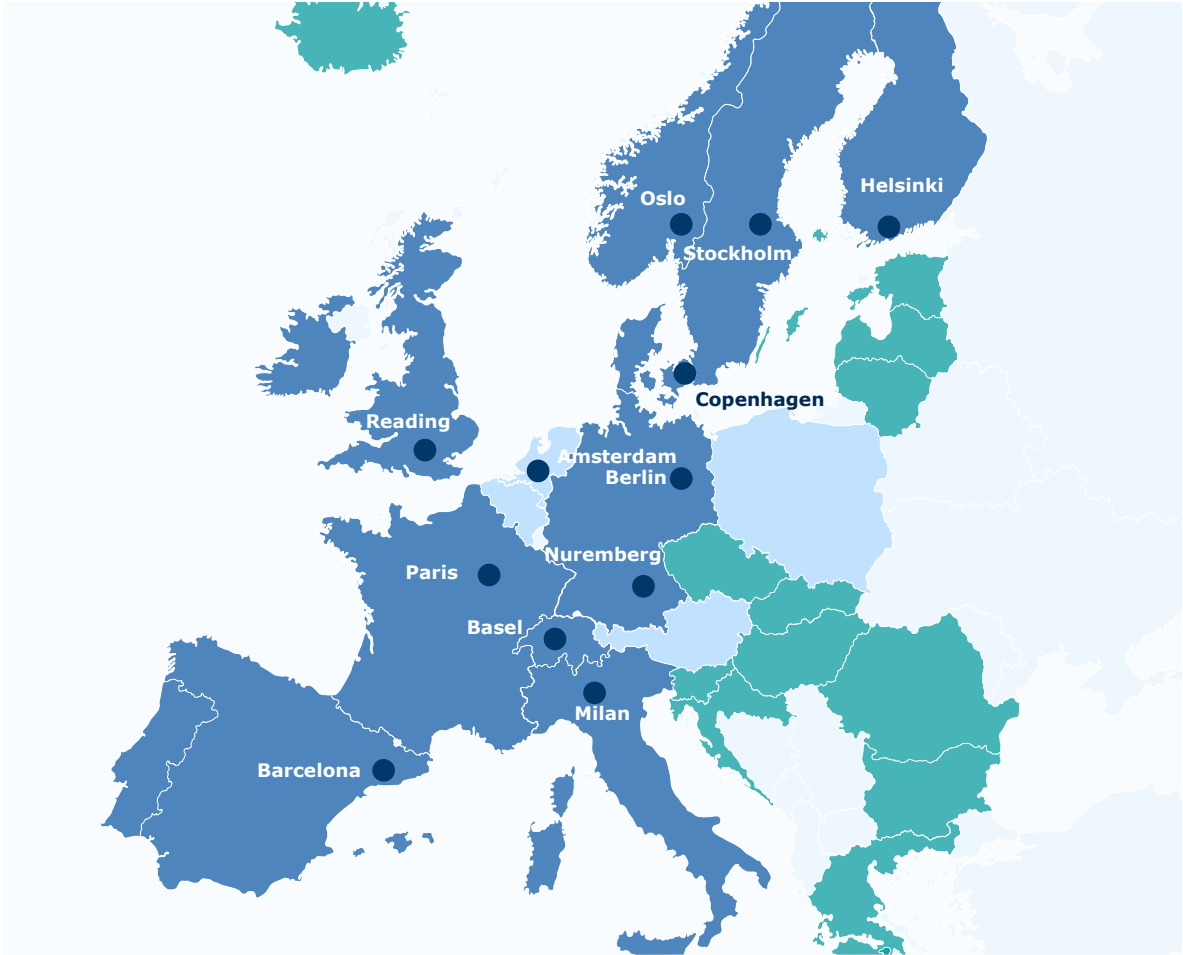 Helsinki
Oslo
Stockholm
Copenhagen
Reading
Amsterdam
Berlin
Nuremberg
Paris
Basel
Milan
Barcelona